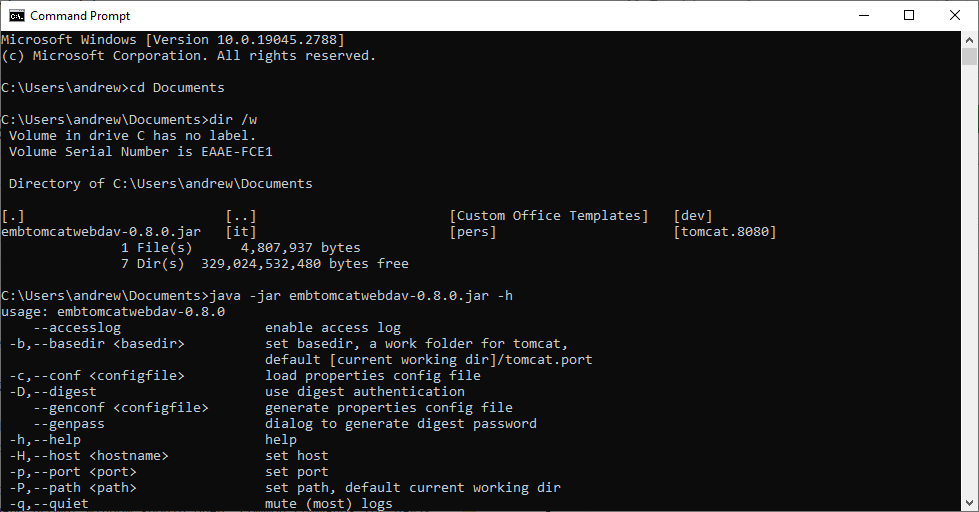 Command Prompt
Microsoft Windows [Version 10.0.19045.2788]
(c) Microsoft Corporation. All rights reserved.
C:\Users\andrew>cd Documents
C:\Users\andrew\Documents>dir /w
 Volume in drive C has no label.
 Volume Serial Number is EAAE-FCE1
 Directory of C:\Users\andrew\Documents
[.]                         [..]                        [Custom Office Templates]   [dev]
embtomcatwebdav-0.8.0.jar   [it]                        [pers]                      [tomcat.8080]
               1 File(s)      4,807,937 bytes
               7 Dir(s)  329,024,532,480 bytes free
C:\Users\andrew\Documents>java -jar embtomcatwebdav-0.8.0.jar -h
usage: embtomcatwebdav-0.8.0
    --accesslog                  enable access log
 -b,--basedir <basedir>          set basedir, a work folder for tomcat,
                                 default [current working dir]/tomcat.port
 -c,--conf <configfile>          load properties config file
 -D,--digest                     use digest authentication
    --genconf <configfile>       generate properties config file
    --genpass                    dialog to generate digest password
 -h,--help                       help
 -H,--host <hostname>            set host
 -p,--port <port>                set port
 -P,--path <path>                set path, default current working dir
 -q,--quiet                      mute (most) logs